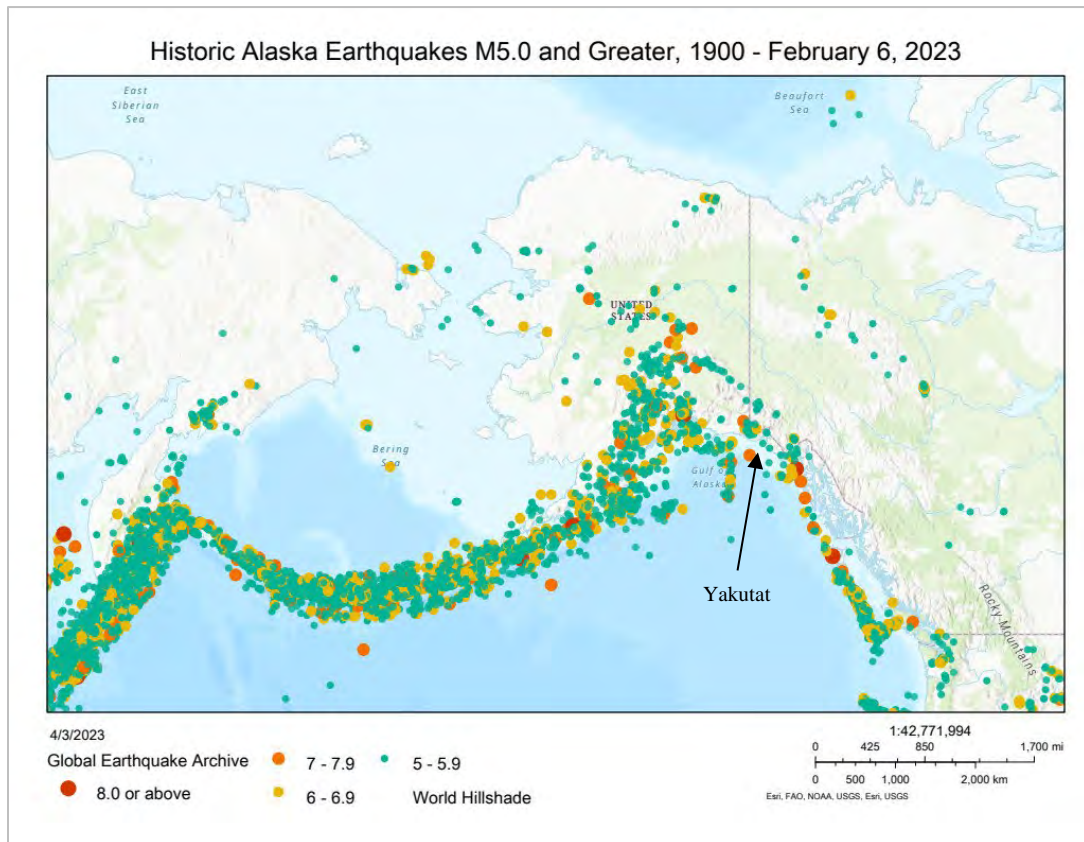 Historic Alaska Earthquakes M5.0 and Greater, 1900 - February 6, 2023
East
Siberian
Sea
Beaufort
Sea
UNITED
STATES
Bering
Sea
Gulf of
Alaska
Yakutat
Rocky Mountains
4/3/2023
Global Earthquake Archive
8.0 or above
7 - 7.9
6 - 6.9
5 - 5.9
World Hillshade
1:42,771,994
0 425 850 1,700 mi
0 500 1,000 2,000 km
Esri, FAO, NOAA, USGS, Esri, USGS